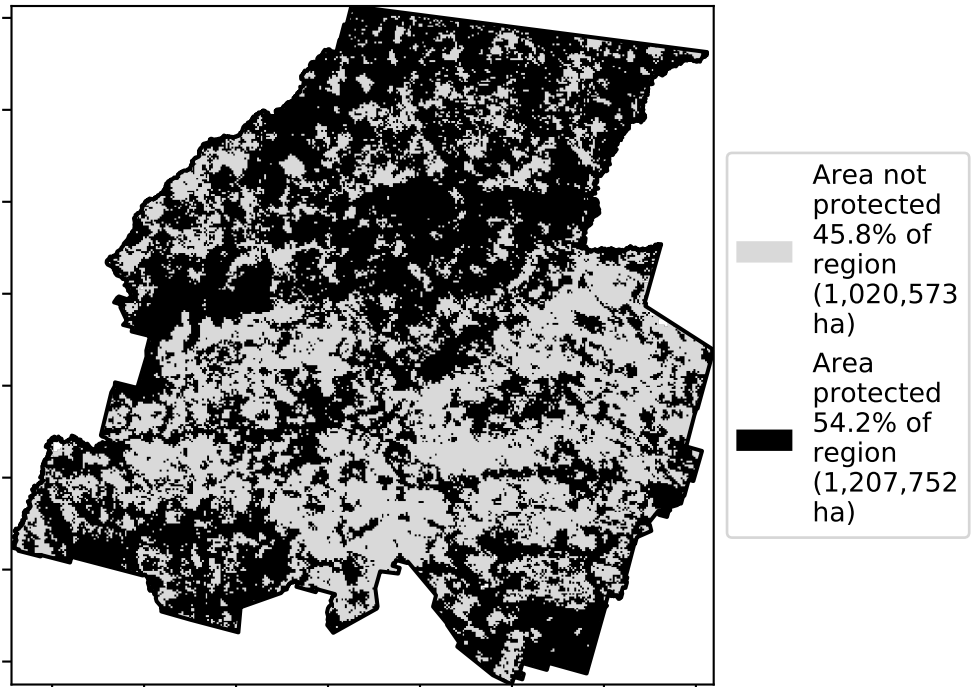 Area not
protected
45.8% of
region
(1,020,573
ha)
Area
protected
54.2% of
region
(1,207,752
ha)